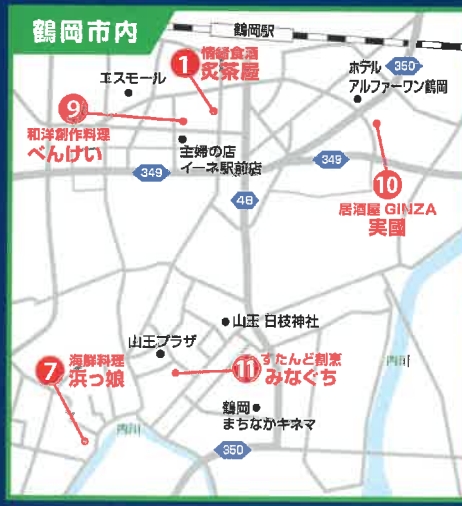 鶴岡市内
鶴岡駅
1
情緒食酒
炙茶屋
350
ホテル
アルファーワン鶴岡
エスモール
9
和洋創作料理
べんけい
主婦の店
イーネ駅前店
349
349
48
10
居酒屋 GINZA
実國
山王 日枝神社
山王プラザ
7
海鮮料理
浜っ娘
11
すたんど割烹
みなぐち
内川
鶴岡
まちなかキネマ
内川
350